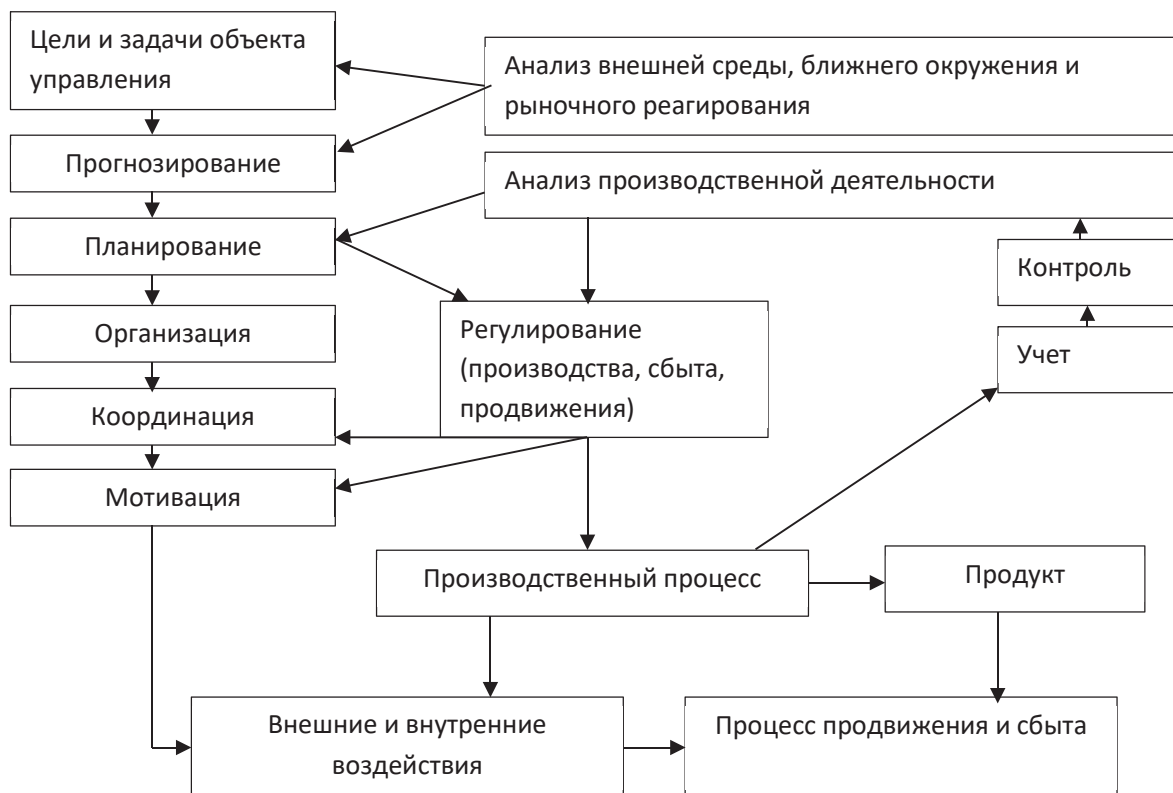 Цели и задачи объекта
управления
Анализ внешней среды, ближнего окружения и
рыночного реагирования
Прогнозирование
Анализ производственной деятельности
Планирование
Контроль
Организация
Регулирование
(производства, сбыта,
продвижения)
Учет
Координация
Мотивация
Производственный процесс
Продукт
Внешние и внутренние
воздействия
Процесс продвижения и сбыта